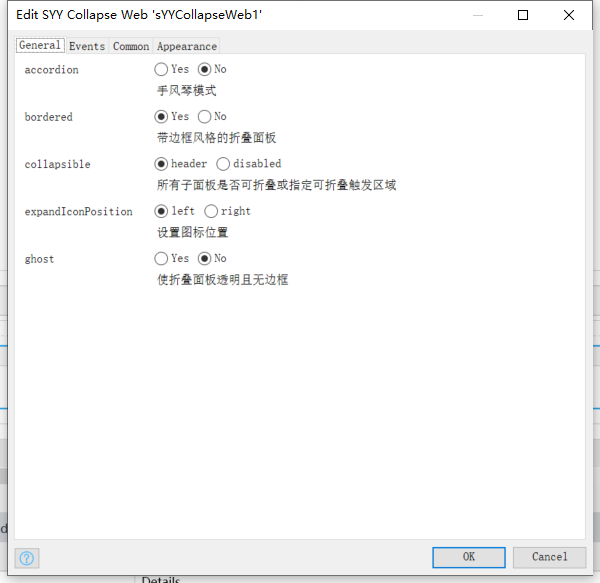 Edit SYY Collapse Web 'sYYCollapseWeb1'
General Events Common Appearance
accordion Yes No
手风琴模式
bordered Yes No
带边框风格的折叠面板
collapsible header disabled
所有子面板是否可折叠或指定可折叠触发区域
expandIconPosition left right
设置图标位置
ghost Yes No
使折叠面板透明且无边框
d
? OK Cancel
Details